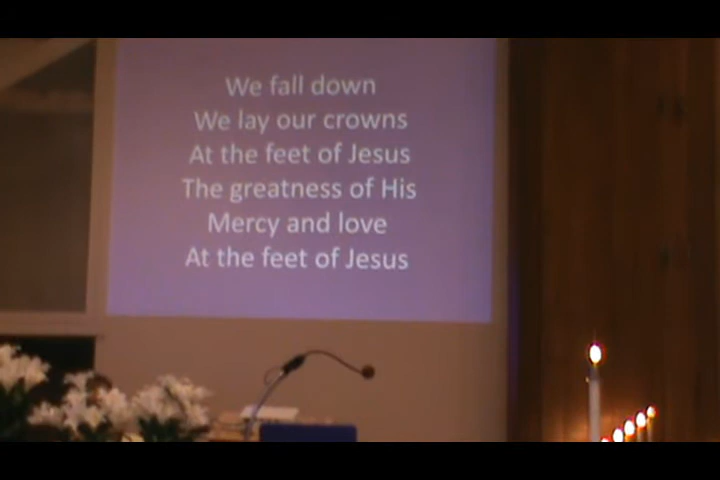 We fall down
We lay our crowns
At the feet of Jesus
The greatness of His
Mercy and love
At the feet of Jesus